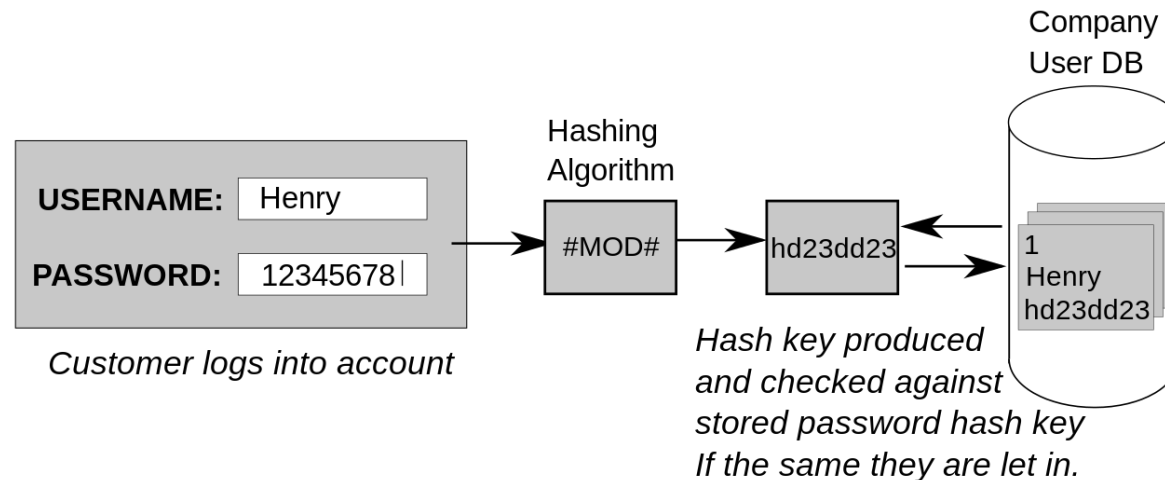 Company
User DB
Hashing
Algorithm
USERNAME: Henry
PASSWORD: 12345678
#MOD#
hd23dd23
1
Henry
hd23dd23
Customer logs into account
Hash key produced
and checked against
stored password hash key
If the same they are let in.